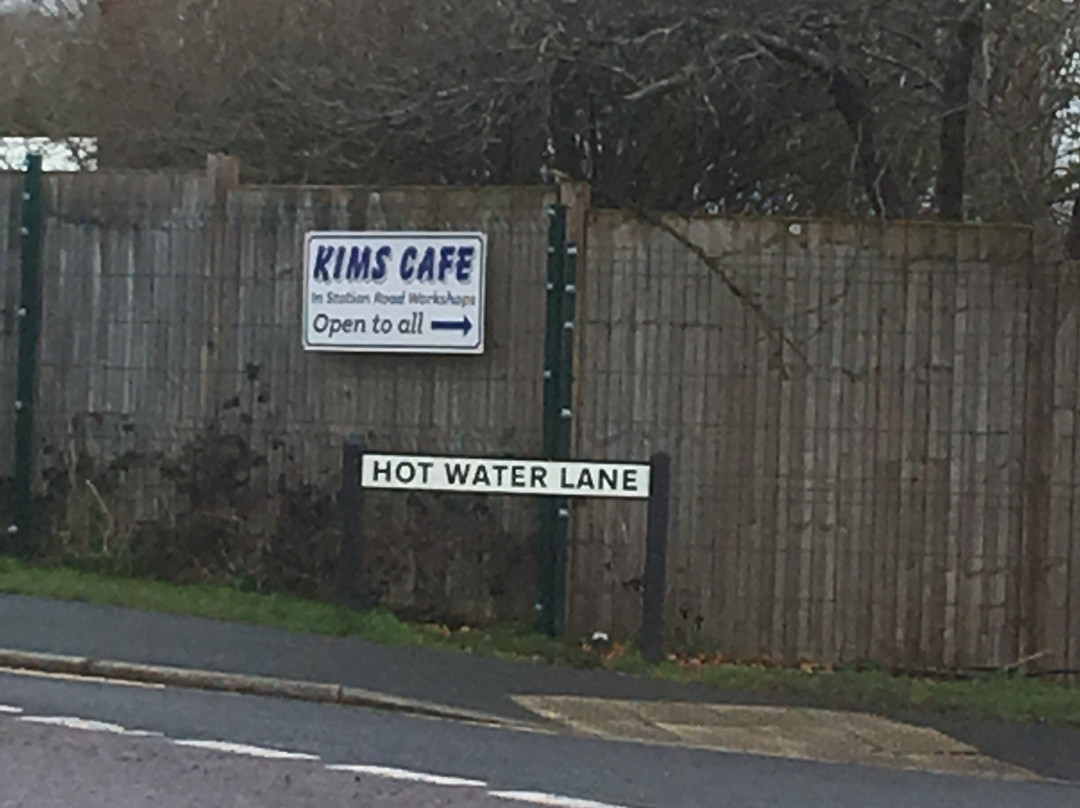 KIMS CAFE
In Station Road Workshops
Open to all
HOT WATER LANE